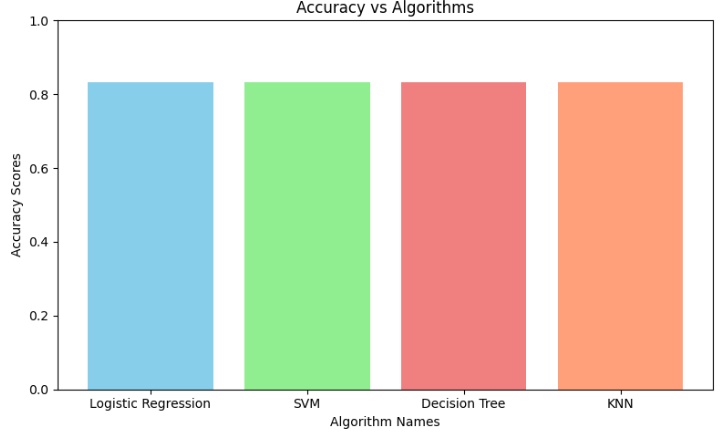 Accuracy vs Algorithms
1.0
0.8
0.6
0.4
0.2
0.0
Accuracy Scores
Logistic Regression SVM Decision Tree KNN
Algorithm Names